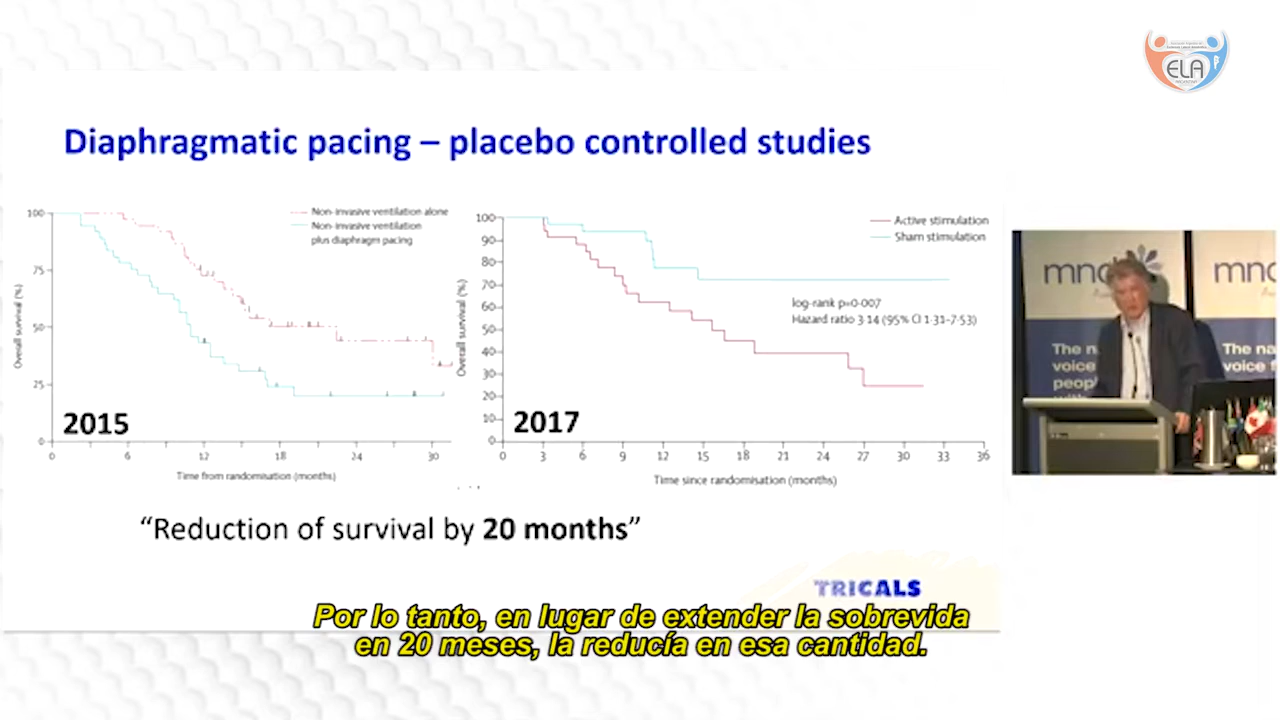 ELA
Diaphragmatic pacing – placebo controlled studies
Non-invasive ventilation alone
Non-invasive ventilation
plus diaphragm pacing
Overall survival (%)
100
75
50
25
0
2015
0 6 12 18 24 30
Time from randomisation (months)
Active stimulation
Sham stimulation
log-rank p=0·007
Hazard ratio 3·14 (95% CI 1·31–7·53)
Overall survival (%)
100
90
80
70
60
50
40
30
20
10
0
2017
0 3 6 9 12 15 18 21 24 27 30 33 36
Time since randomisation (months)
mnd
mnd
The n
voice
peopl
The na
voice f
“Reduction of survival by 20 months”
TRICALS
Por lo tanto, en lugar de extender la sobrevida
en 20 meses, la reducía en esa cantidad.